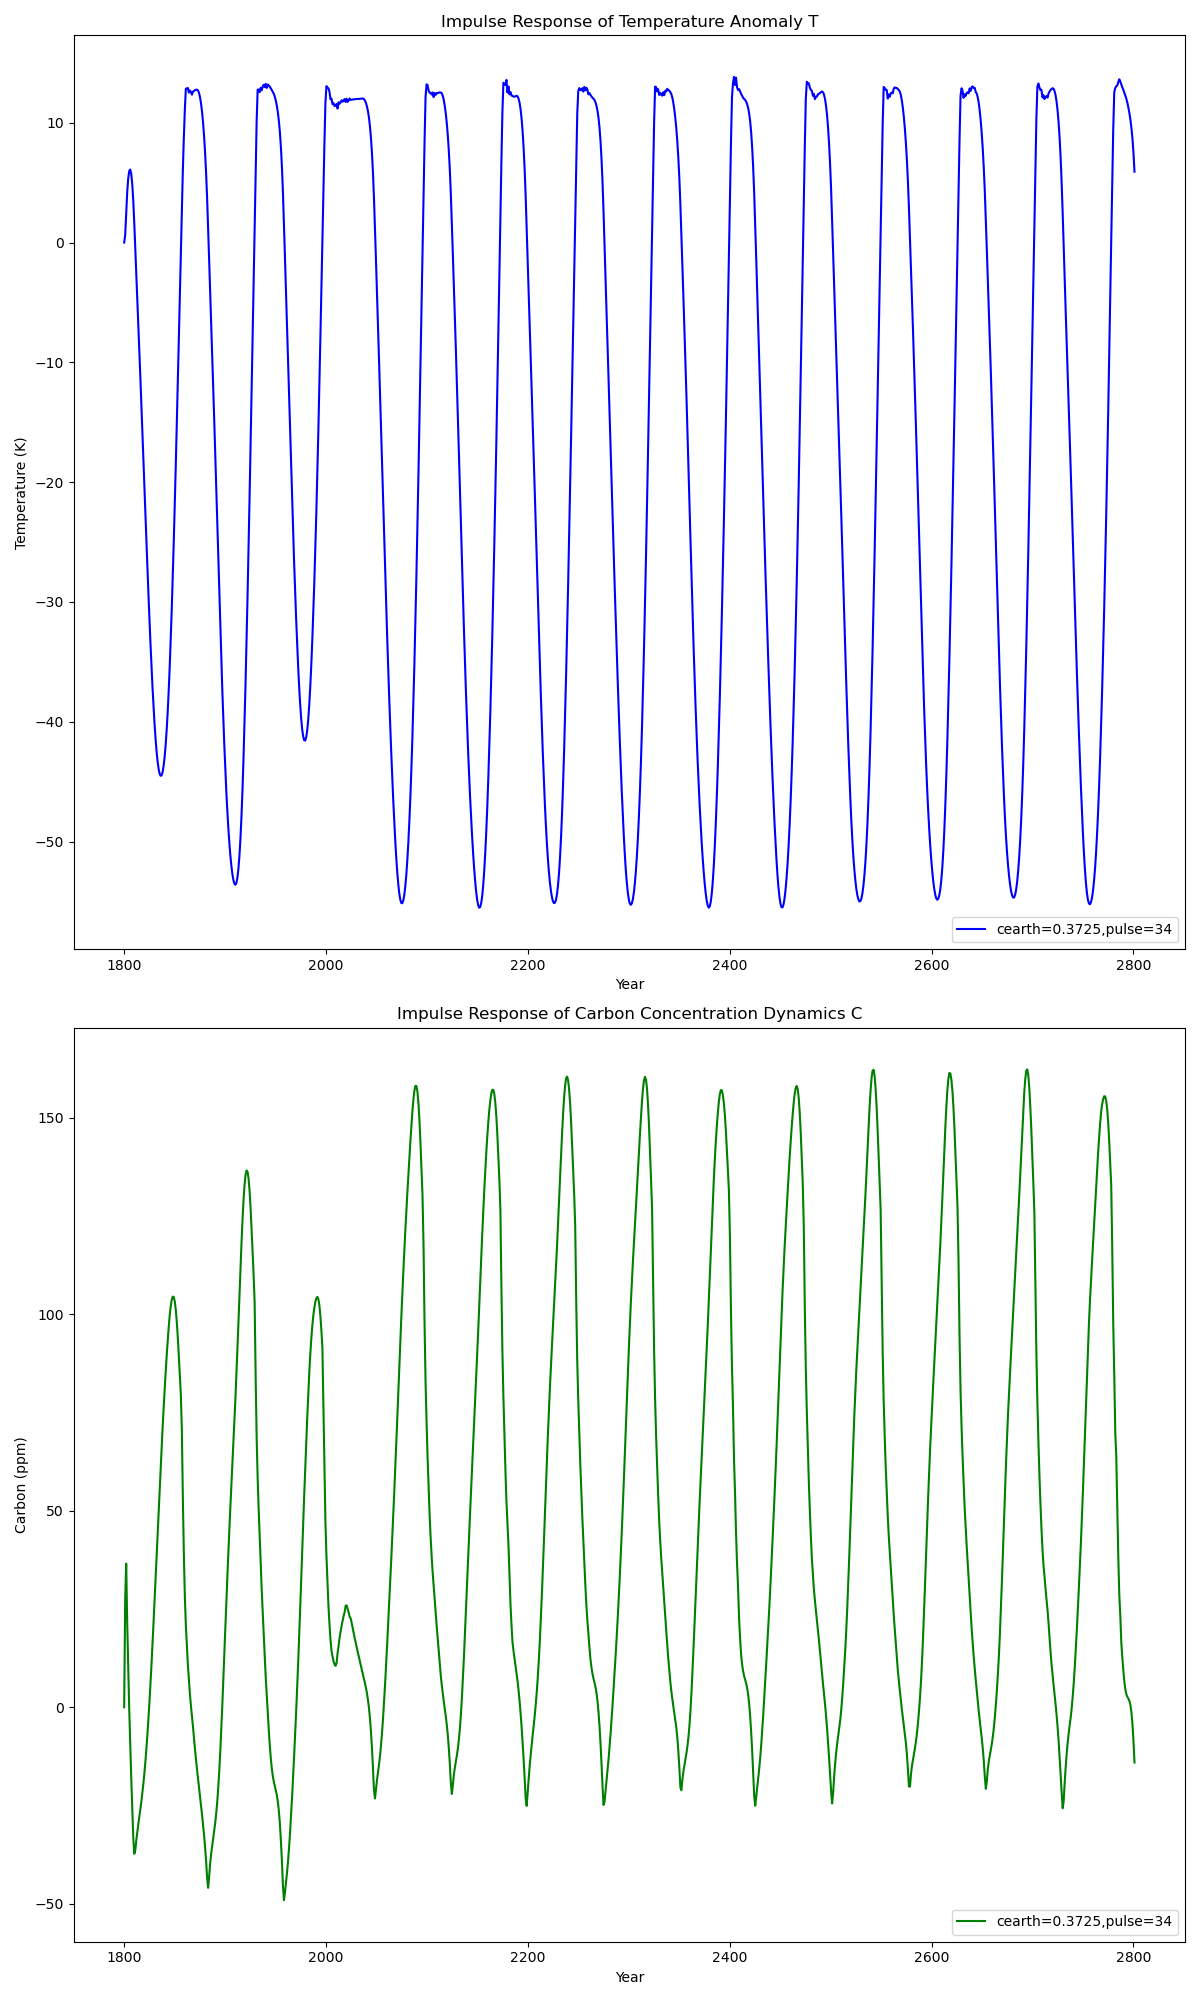 Impulse Response of Temperature Anomaly T
10
0
−10
−20
−30
−40
−50
Temperature (K)
cearth=0.3725,pulse=34
1800 2000 2200 2400 2600 2800
Year
Impulse Response of Carbon Concentration Dynamics C
150
100
50
0
−50
Carbon (ppm)
cearth=0.3725,pulse=34
1800 2000 2200 2400 2600 2800
Year